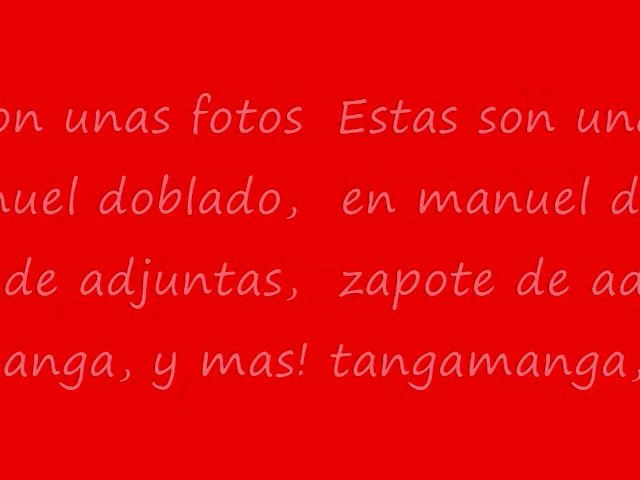 on unas fotos Estas son una
nuel doblado, en manuel d
de adjuntas, zapote de ad
anga, y mas! tangamanga,